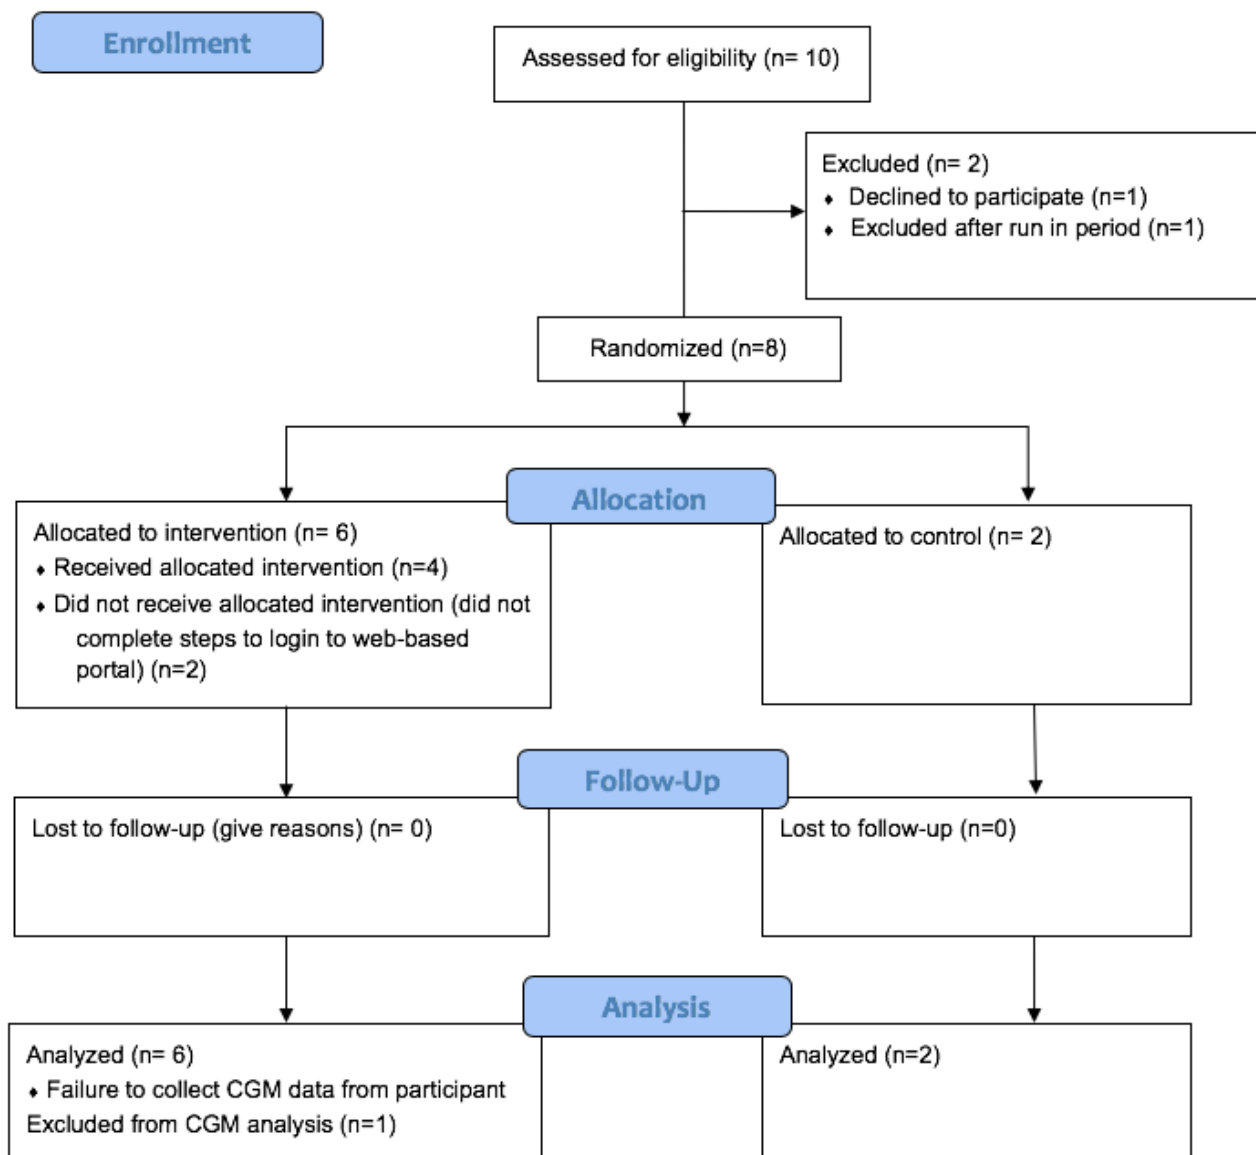 Enrollment
Assessed for eligibility (n= 10)
Excluded (n= 2)
♦ Declined to participate (n=1)
♦ Excluded after run in period (n=1)
Randomized (n=8)
Allocation
Allocated to intervention (n= 6)
♦ Received allocated intervention (n=4)
♦ Did not receive allocated intervention (did not
complete steps to login to web-based
portal) (n=2)
Allocated to control (n= 2)
Follow-Up
Lost to follow-up (give reasons) (n= 0)
Lost to follow-up (n=0)
Analysis
Analyzed (n= 6)
♦ Failure to collect CGM data from participant
Excluded from CGM analysis (n=1)
Analyzed (n=2)